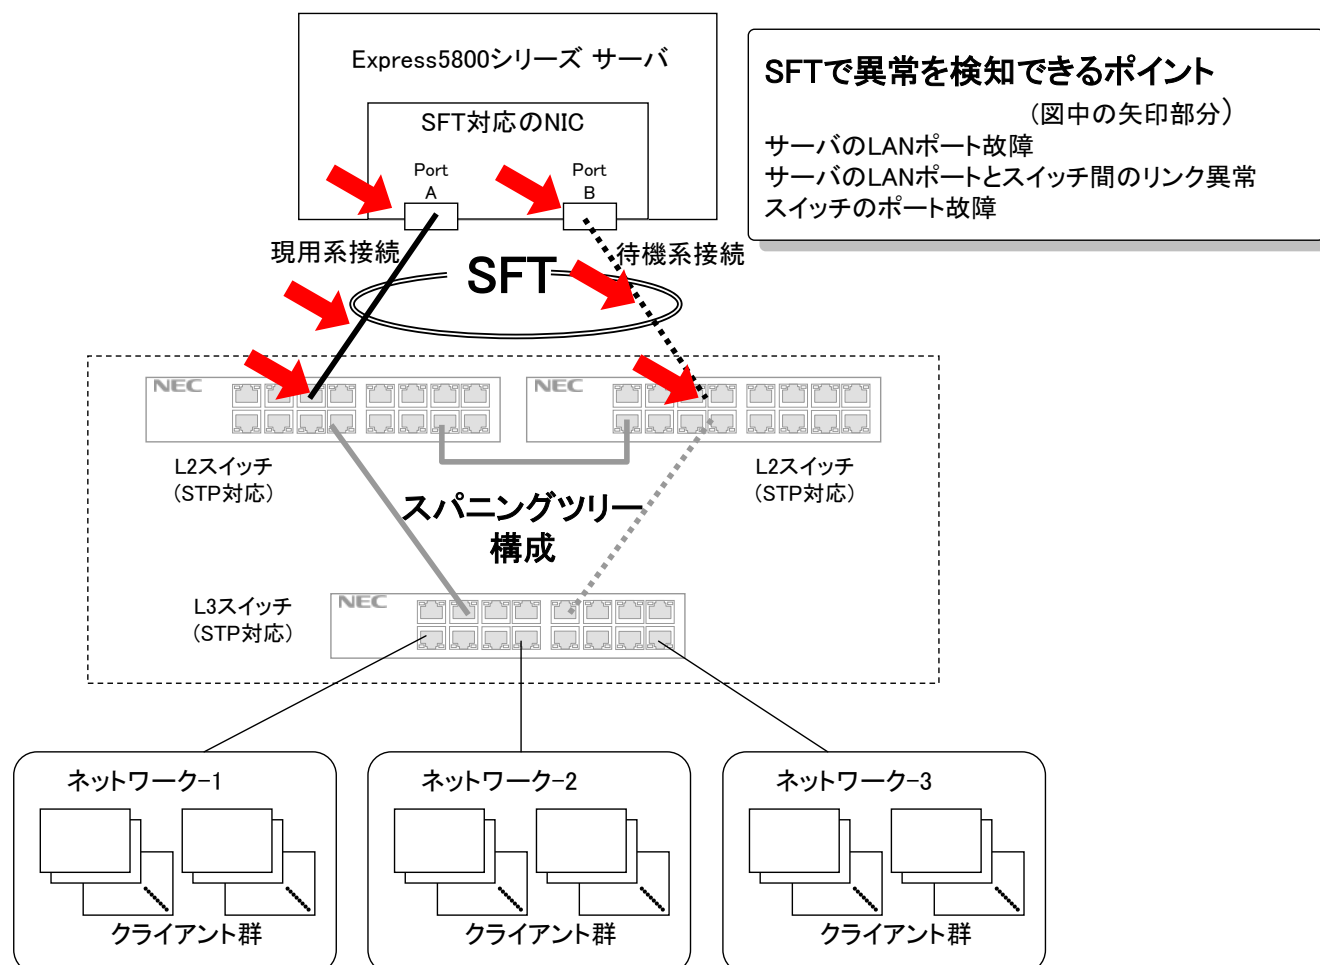 Express5800シリーズ サーバ
SFT対応のNIC
Port
A
Port
B
SFTで異常を検知できるポイント
(図中の矢印部分)
サーバのLANポート故障
サーバのLANポートとスイッチ間のリンク異常
スイッチのポート故障
現用系接続
待機系接続
SFT
NEC
NEC
L2スイッチ
(STP対応)
L2スイッチ
(STP対応)
スパニングツリー
構成
L3スイッチ
(STP対応)
NEC
ネットワーク-1
クライアント群
ネットワーク-2
クライアント群
ネットワーク-3
クライアント群